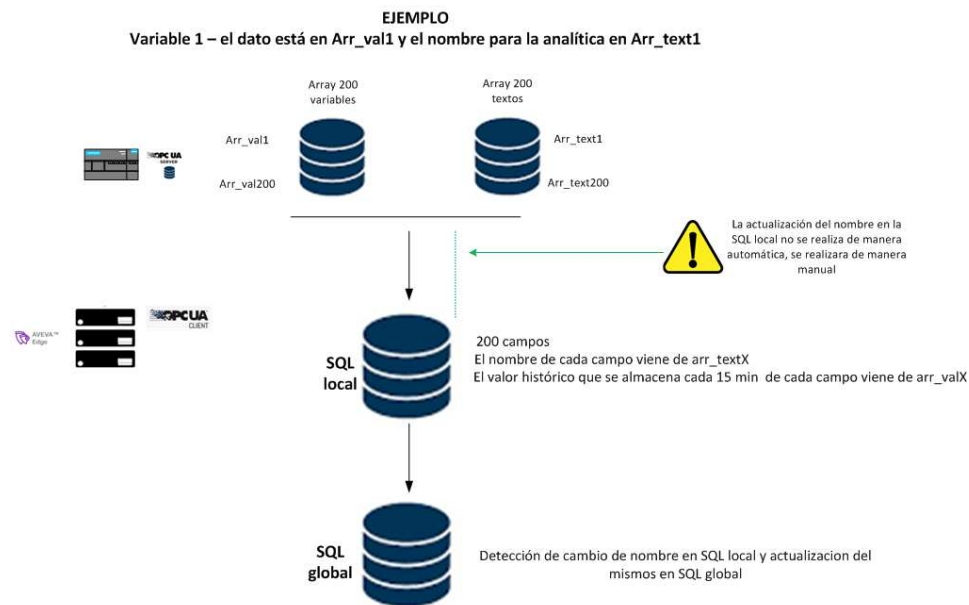 EJEMPLO
Variable 1 – el dato está en Arr_val1 y el nombre para la analítica en Arr_text1
Array 200
variables
Array 200
textos
Arr_val1
Arr_text1
OPC UA
SERVER
Arr_val200
Arr_text200
La actualización del nombre en la
SQL local no se realiza de manera
automática, se realizara de manera
manual
OPC UA
CLIENT
AVEVA™
Edge
SQL
local
200 campos
El nombre de cada campo viene de arr_textX
El valor histórico que se almacena cada 15 min de cada campo viene de arr_valX
SQL
global
Detección de cambio de nombre en SQL local y actualizacion del
mismos en SQL global